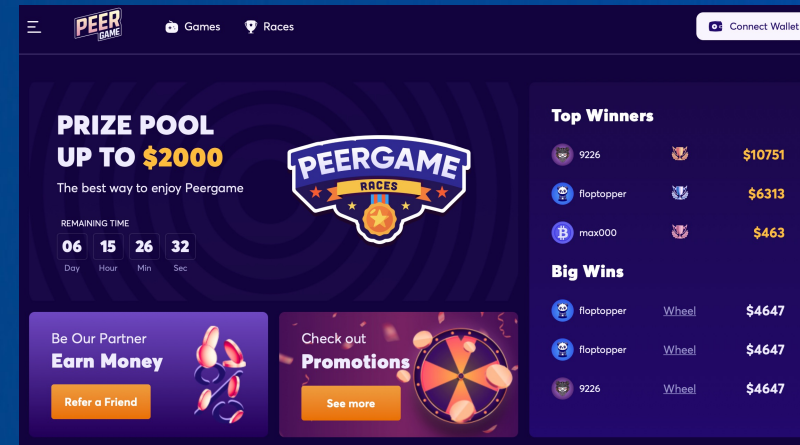 PEER
GAME
Games
Races
Connect Wallet
PRIZE POOL
UP TO $2000
The best way to enjoy Peergame
REMAINING TIME
06 15 26 32
Day Hour Min Sec
PEERGAME
RACES
Top Winners
9226 $10751
floptopper $6313
max000 $463
Big Wins
floptopper Wheel $4647
floptopper Wheel $4647
9226 Wheel $4647
Be Our Partner
Earn Money
Refer a Friend
Check out
Promotions
See more